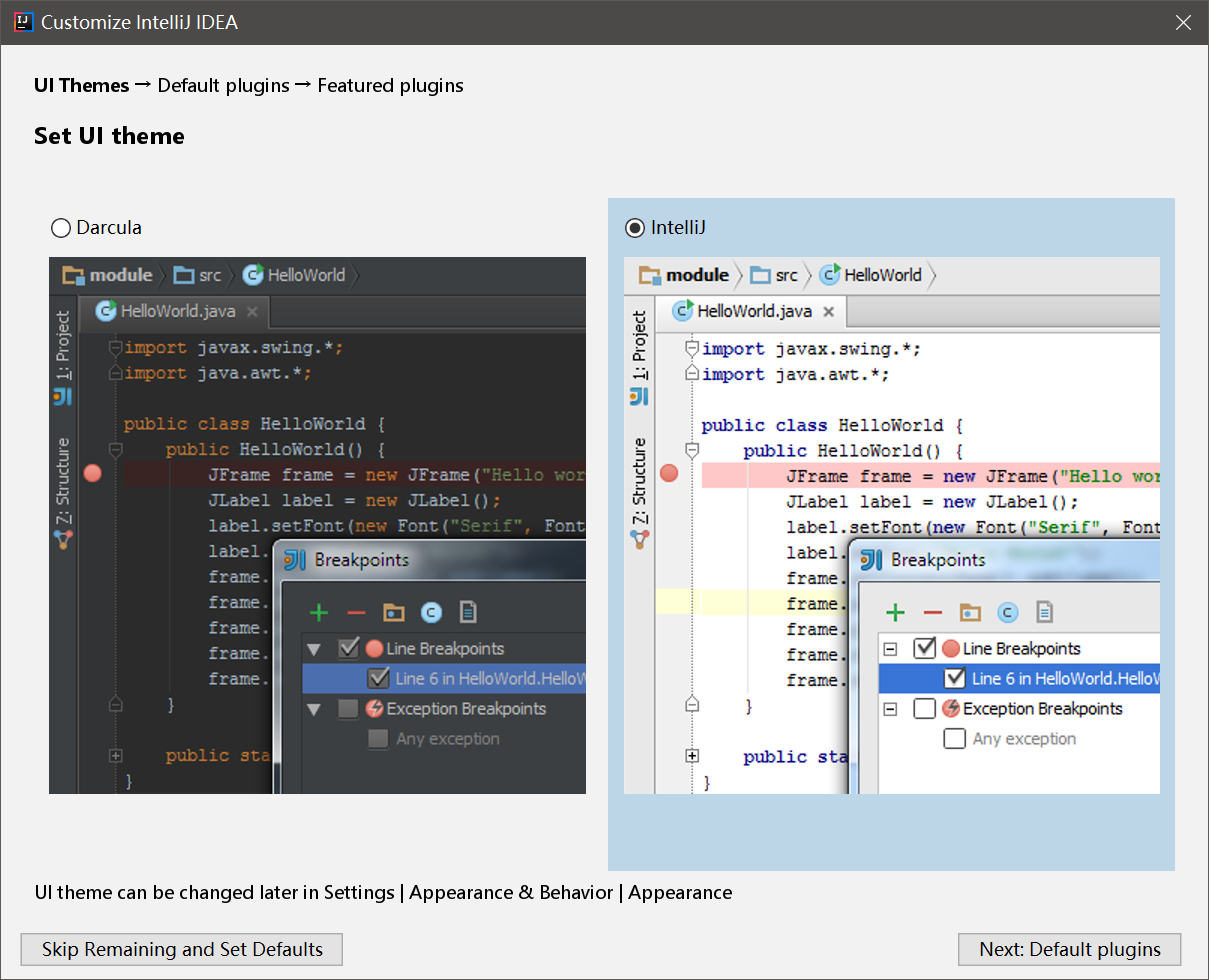 Customize IntelliJ IDEA
UI Themes → Default plugins → Featured plugins
Set UI theme
Darcula
module src HelloWorld
HelloWorld.java
1: Project
7: Structure
import javax.swing.*;
import java.awt.*;
public class HelloWorld {
public HelloWorld() {
JFrame frame = new JFrame("Hello wor
JLabel label = new JLabel();
label.setFont(new Font("Serif", Font
label.
frame.
frame.
frame.
frame.
frame.
}
public sta
}
Breakpoints
Line Breakpoints
Line 6 in HelloWorld.HelloW
Exception Breakpoints
Any exception
IntelliJ
module src HelloWorld
HelloWorld.java
1: Project
7: Structure
import javax.swing.*;
import java.awt.*;
public class HelloWorld {
public HelloWorld() {
JFrame frame = new JFrame("Hello wor
JLabel label = new JLabel();
label.setFont(new Font("Serif", Font
label.
frame.
frame.
frame.
frame.
frame.
}
public sta
}
Breakpoints
Line Breakpoints
Line 6 in HelloWorld.HelloW
Exception Breakpoints
Any exception
UI theme can be changed later in Settings | Appearance & Behavior | Appearance
Skip Remaining and Set Defaults
Next: Default plugins